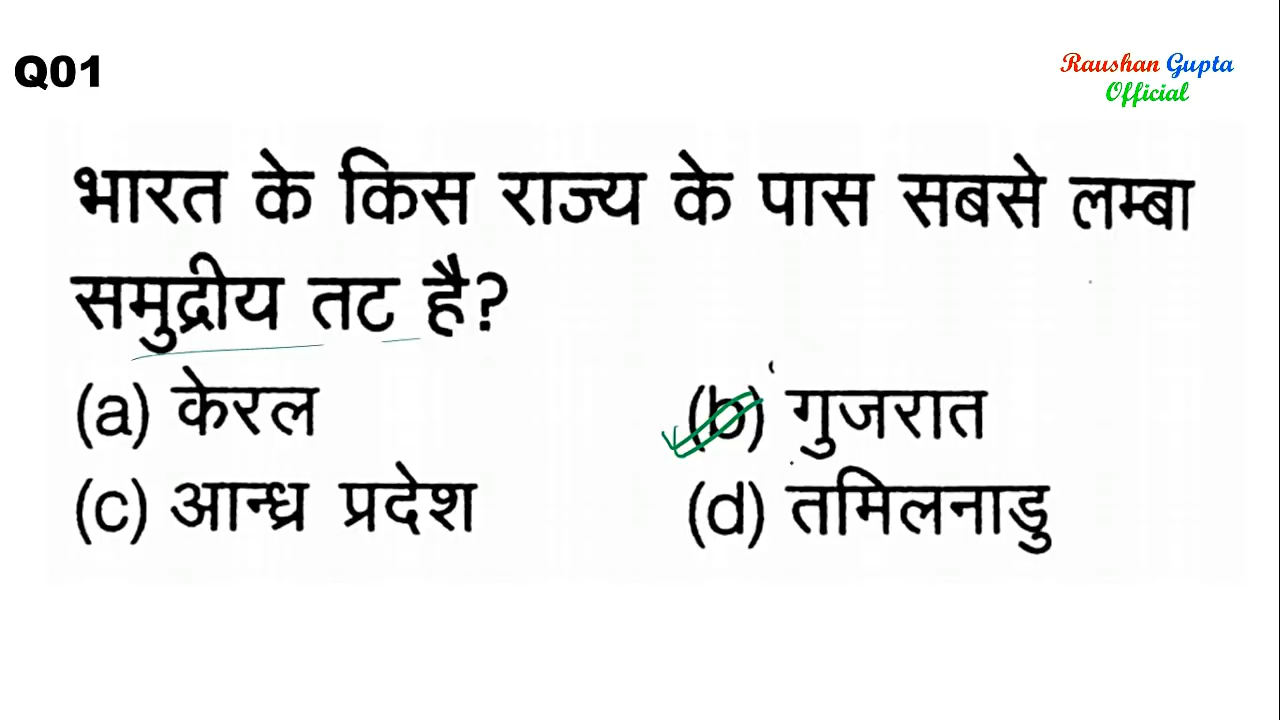 Q01
Raushan Gupta
Official
भारत के किस राज्य के पास सबसे लम्बा
समुद्रीय तट है?
(a) केरल
(b) गुजरात
(c) आन्ध्र प्रदेश
(d) तमिलनाडु